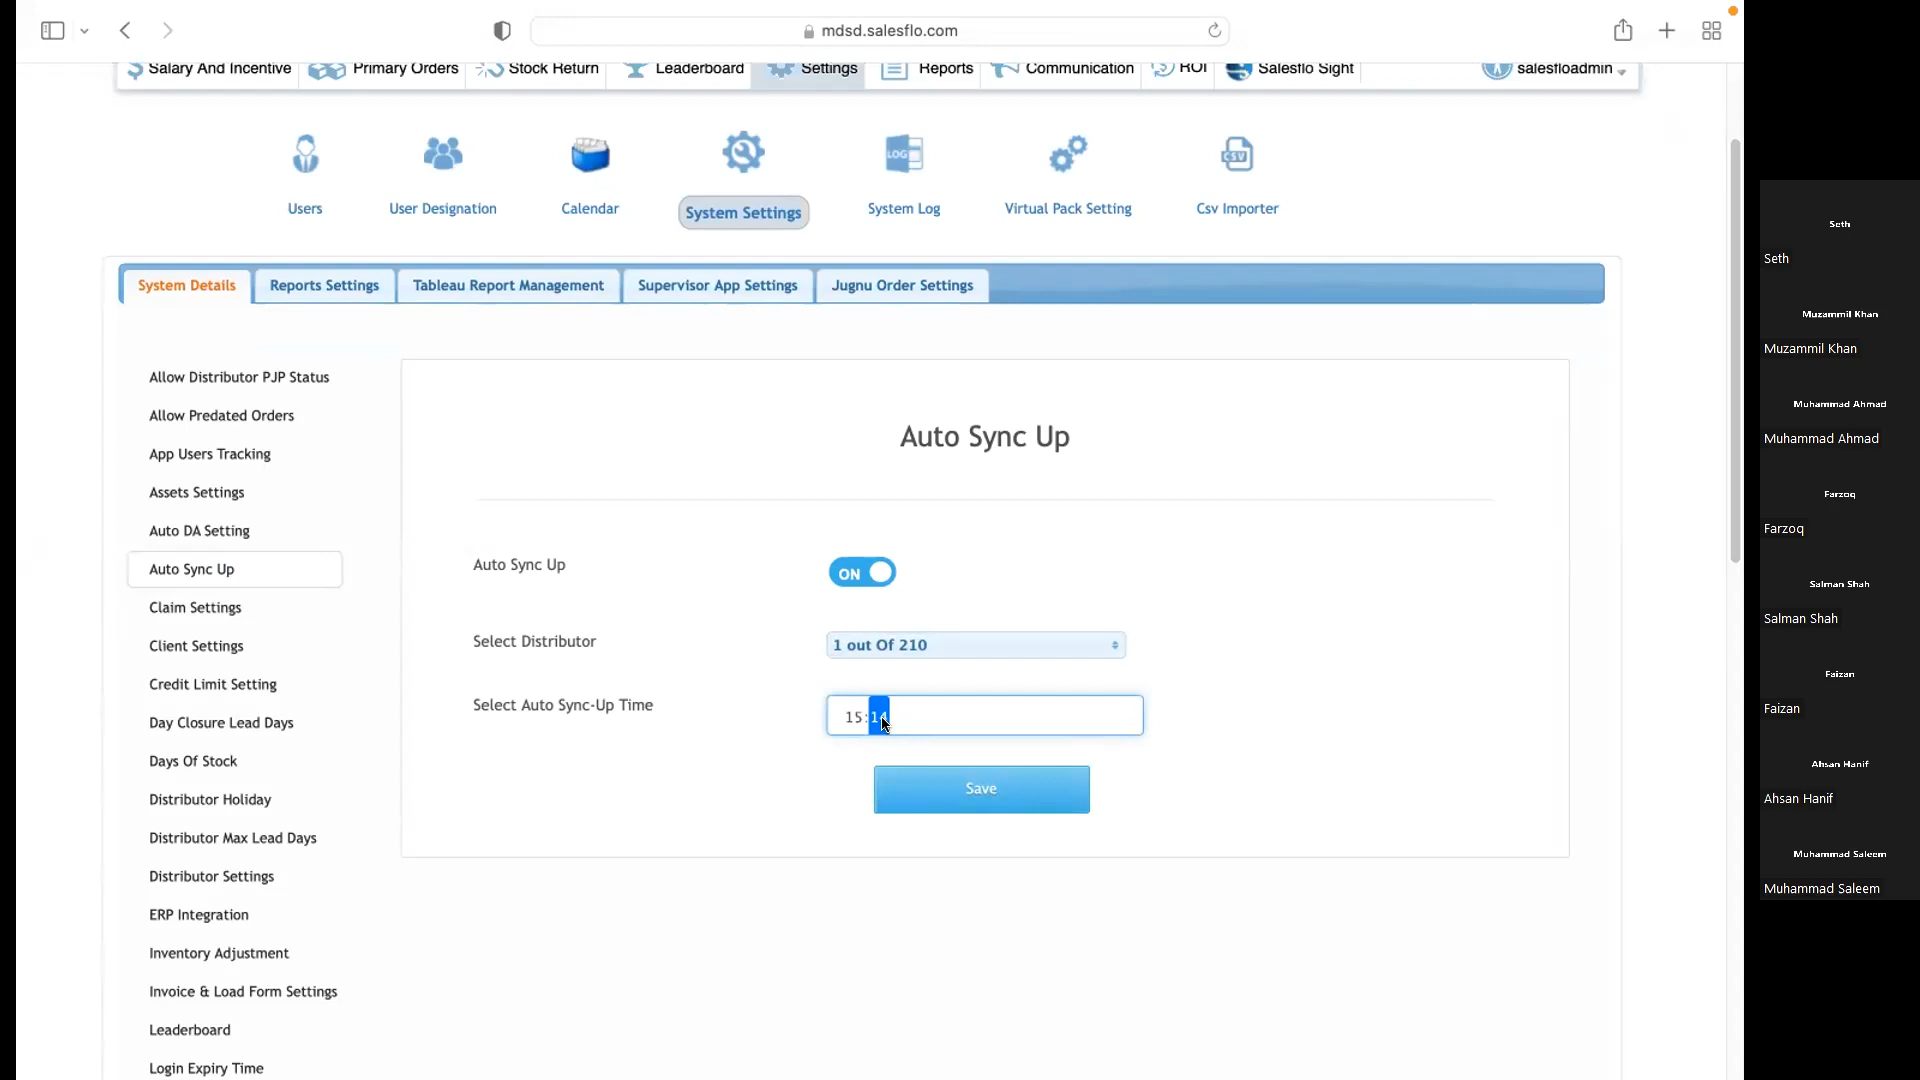 mdsd.salesflo.com
Salary And Incentive
Primary Orders
Stock Return
Leaderboard
Settings
Reports
Communication
ROI
Salesflo Sight
salesfloadmin
Users
User Designation
Calendar
System Settings
LOG
System Log
Virtual Pack Setting
CSV
Csv Importer
System Details
Reports Settings
Tableau Report Management
Supervisor App Settings
Jugnu Order Settings
Allow Distributor PJP Status
Allow Predated Orders
App Users Tracking
Assets Settings
Auto DA Setting
Auto Sync Up
Claim Settings
Client Settings
Credit Limit Setting
Day Closure Lead Days
Days Of Stock
Distributor Holiday
Distributor Max Lead Days
Distributor Settings
ERP Integration
Inventory Adjustment
Invoice & Load Form Settings
Leaderboard
Login Expiry Time
Auto Sync Up
Auto Sync Up
ON
Select Distributor
1 out Of 210
Select Auto Sync-Up Time
15:14
Save
Seth
Seth
Muzammil Khan
Muzammil Khan
Muhammad Ahmad
Muhammad Ahmad
Farzoq
Farzoq
Salman Shah
Salman Shah
Faizan
Faizan
Ahsan Hanif
Ahsan Hanif
Muhammad Saleem
Muhammad Saleem